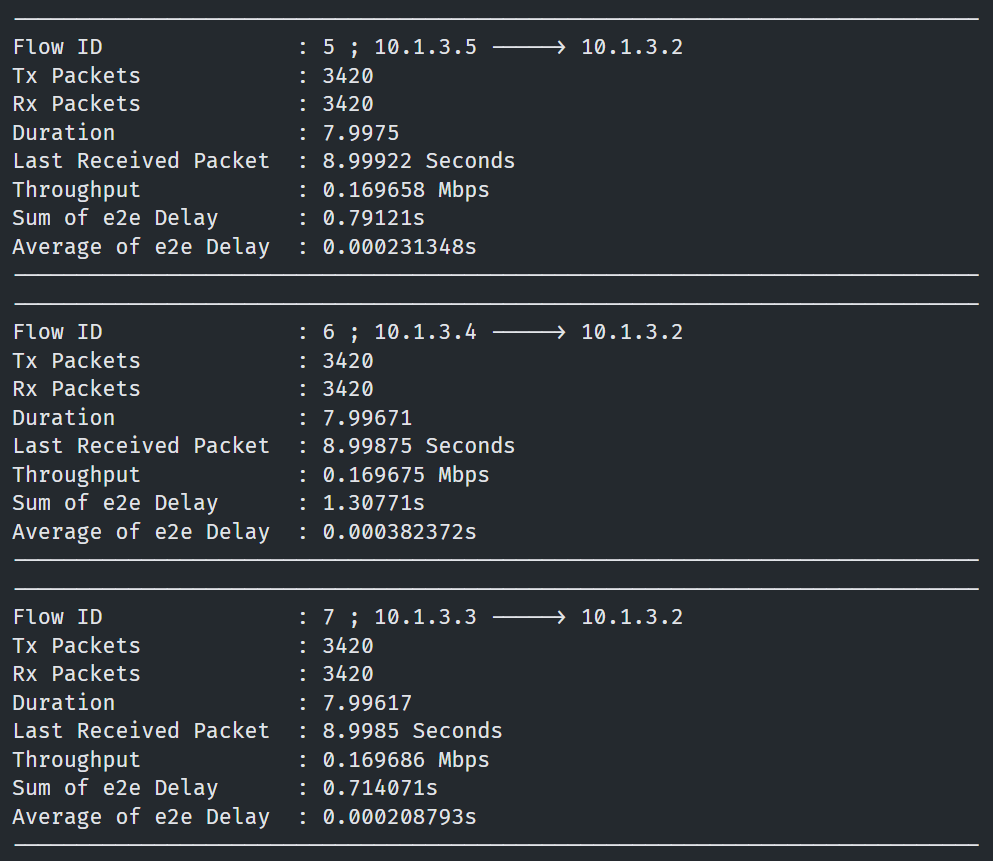 Flow ID : 5 ; 10.1.3.5 ——> 10.1.3.2
Tx Packets : 3420
Rx Packets : 3420
Duration : 7.9975
Last Received Packet : 8.99922 Seconds
Throughput : 0.169658 Mbps
Sum of e2e Delay : 0.79121s
Average of e2e Delay : 0.000231348s
Flow ID : 6 ; 10.1.3.4 ——> 10.1.3.2
Tx Packets : 3420
Rx Packets : 3420
Duration : 7.99671
Last Received Packet : 8.99875 Seconds
Throughput : 0.169675 Mbps
Sum of e2e Delay : 1.30771s
Average of e2e Delay : 0.000382372s
Flow ID : 7 ; 10.1.3.3 ——> 10.1.3.2
Tx Packets : 3420
Rx Packets : 3420
Duration : 7.99617
Last Received Packet : 8.9985 Seconds
Throughput : 0.169686 Mbps
Sum of e2e Delay : 0.714071s
Average of e2e Delay : 0.000208793s